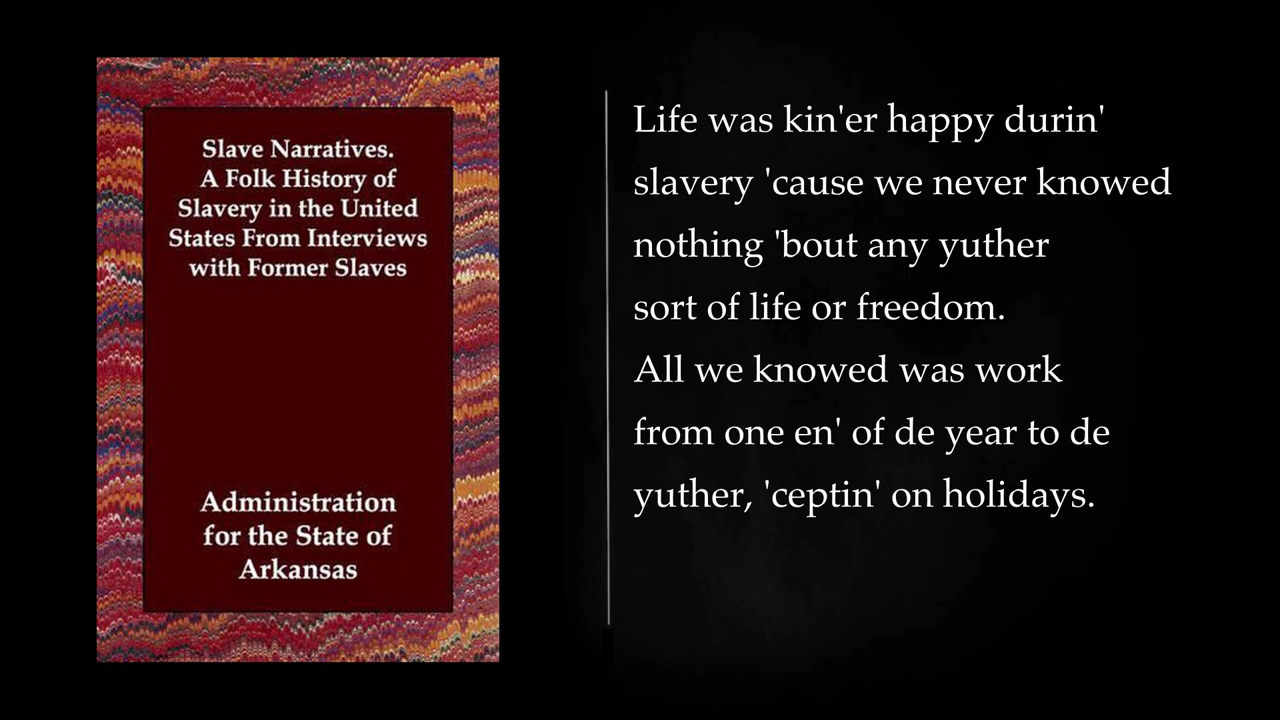 Slave Narratives.
A Folk History of
Slavery in the United
States From Interviews
with Former Slaves
Administration
for the State of
Arkansas
Life was kin'er happy durin'
slavery 'cause we never knowed
nothing 'bout any yuther
sort of life or freedom.
All we knowed was work
from one en' of de year to de
yuther, 'ceptin' on holidays.